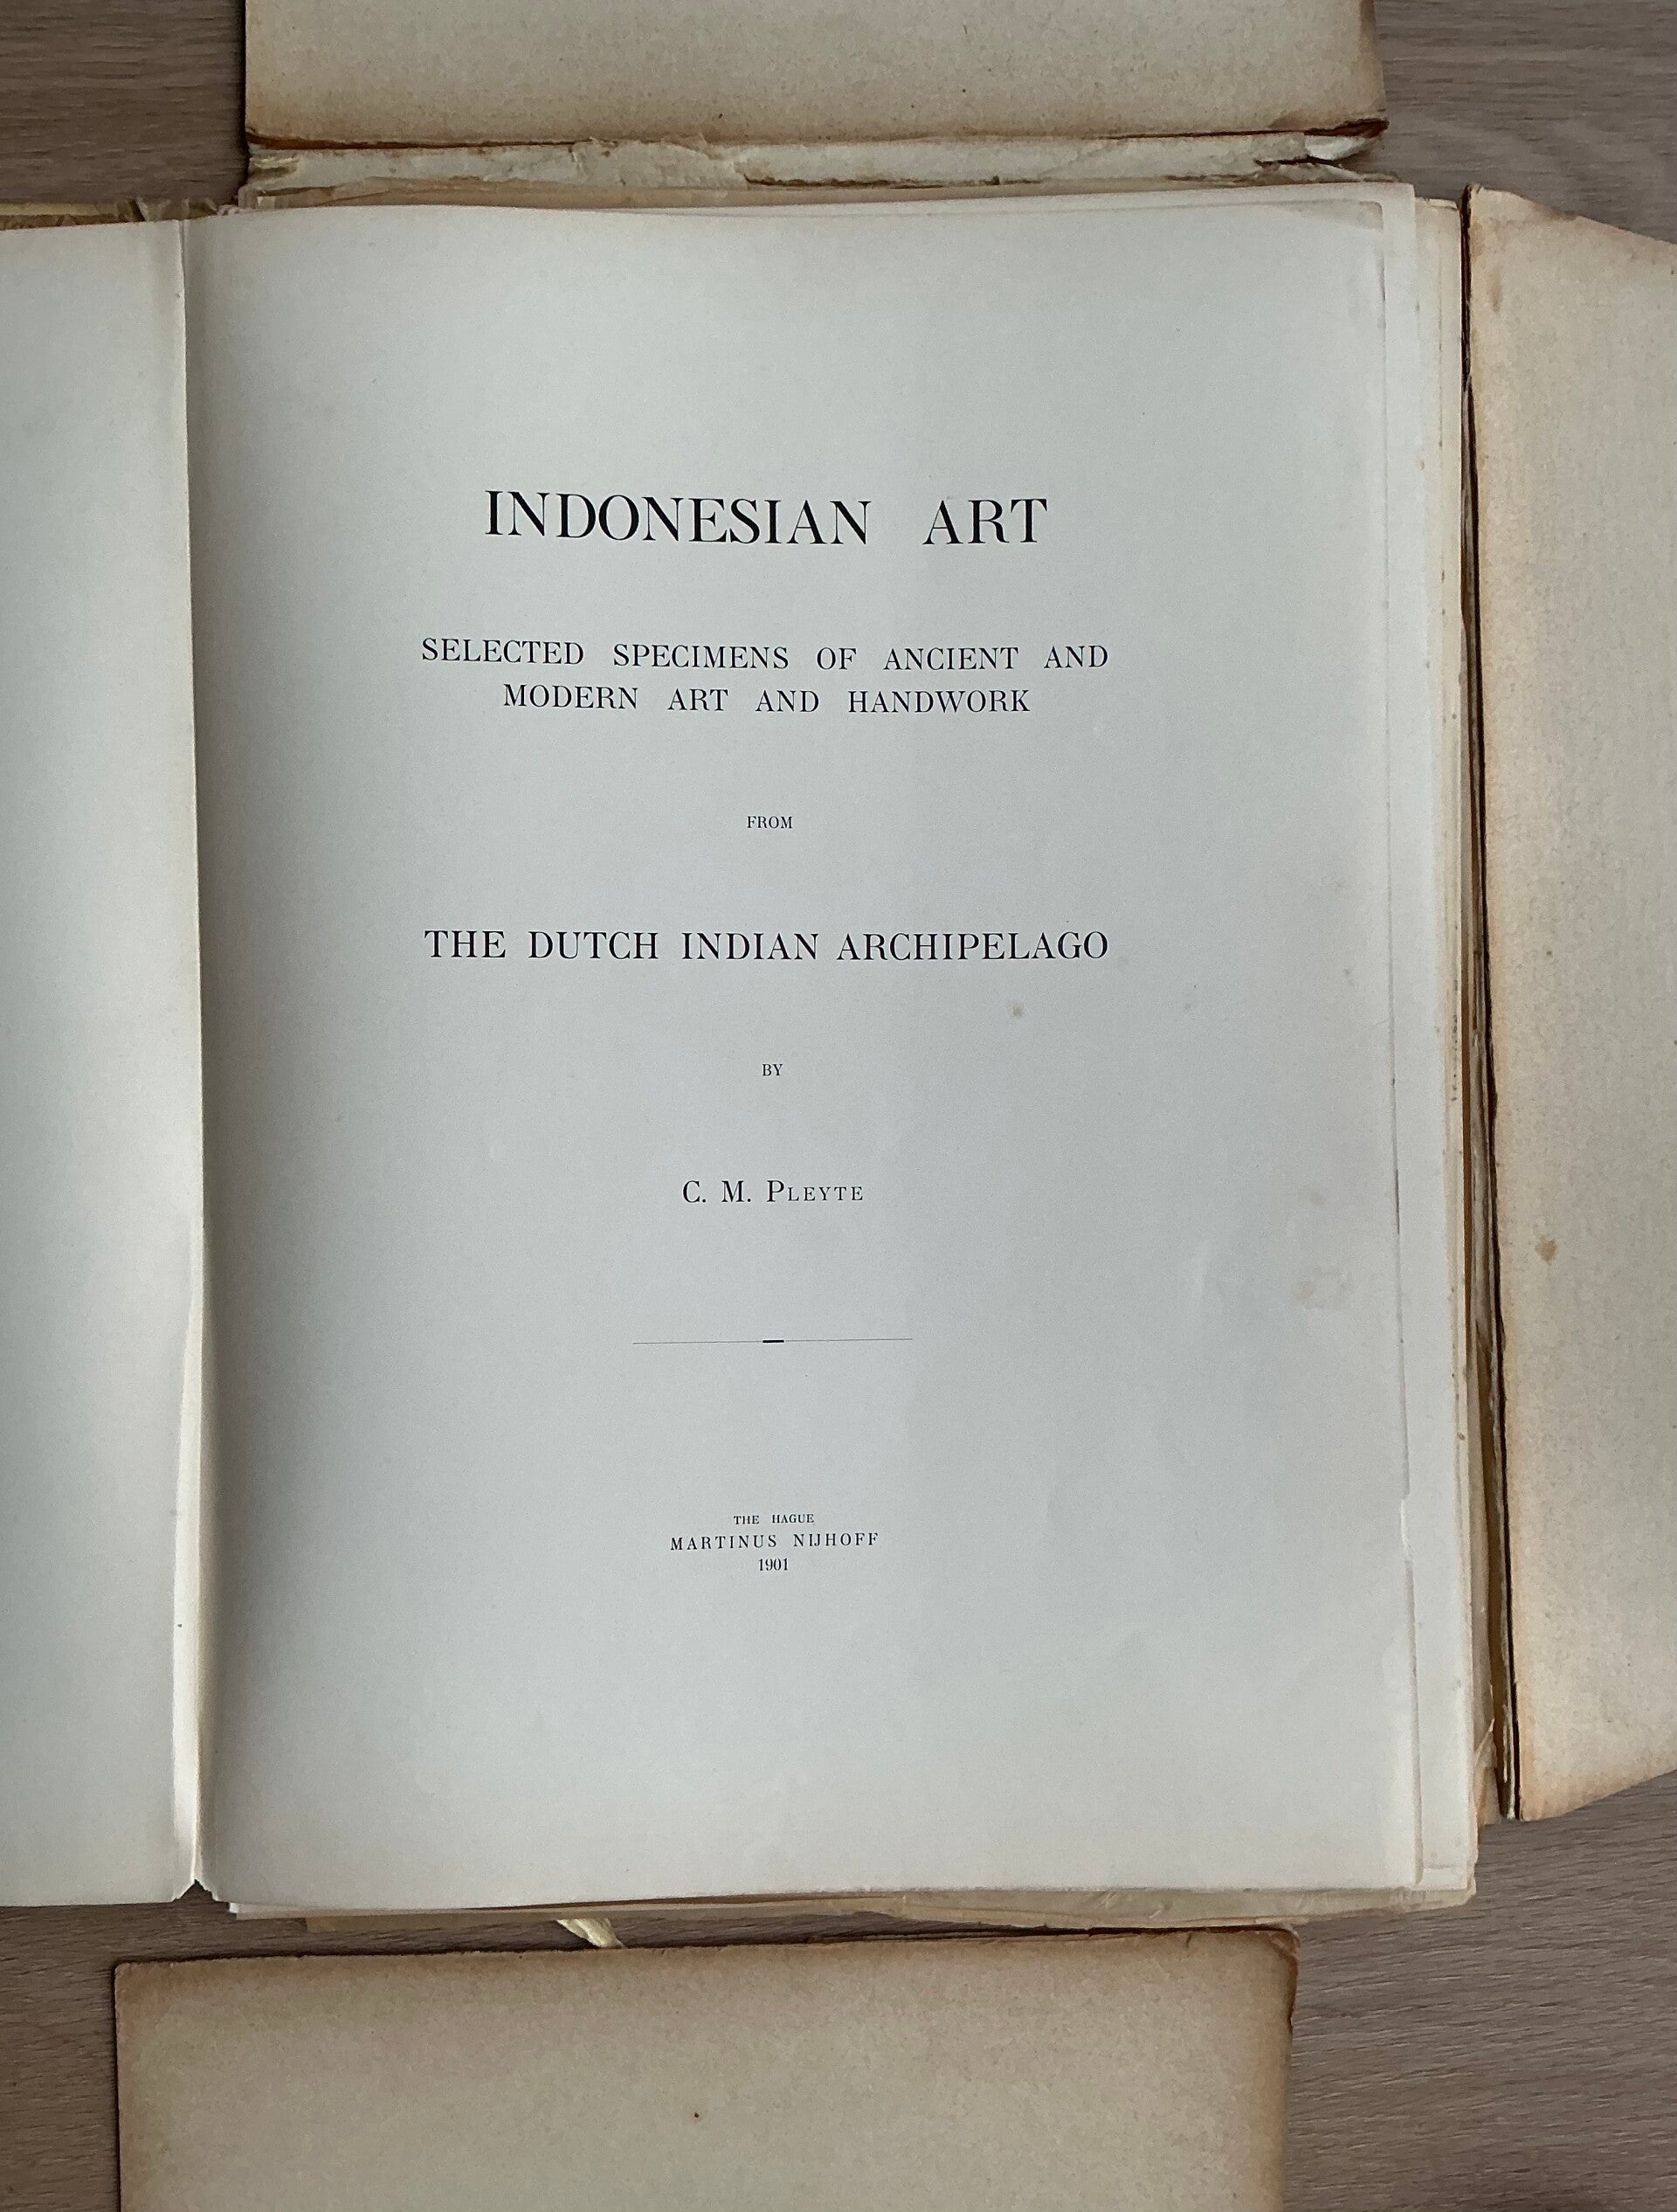 INDONESIAN ART
SELECTED SPECIMENS OF ANCIENT AND
MODERN ART AND HANDWORK
FROM
THE DUTCH INDIAN ARCHIPELAGO
BY
C. M. PLEYTE
THE HAGUE
MARTINUS NIJHOFF
1901